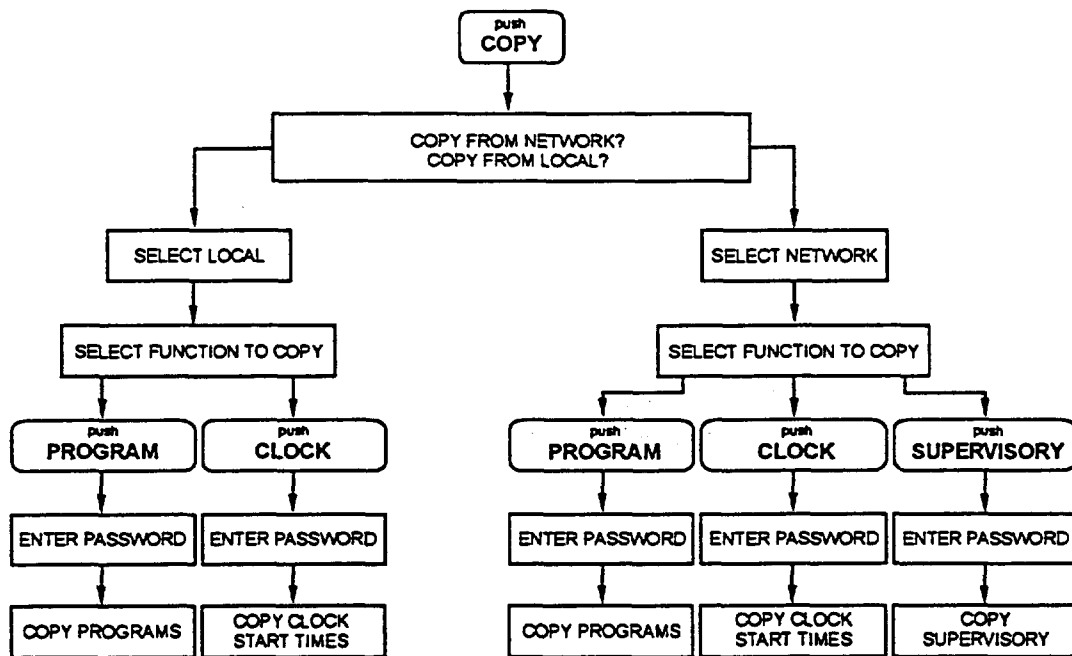 push
COPY
COPY FROM NETWORK?
COPY FROM LOCAL?
SELECT LOCAL
SELECT NETWORK
SELECT FUNCTION TO COPY
SELECT FUNCTION TO COPY
push
PROGRAM
push
CLOCK
push
PROGRAM
push
CLOCK
push
SUPERVISORY
ENTER PASSWORD
ENTER PASSWORD
ENTER PASSWORD
ENTER PASSWORD
ENTER PASSWORD
COPY PROGRAMS
COPY CLOCK
START TIMES
COPY PROGRAMS
COPY CLOCK
START TIMES
COPY
SUPERVISORY